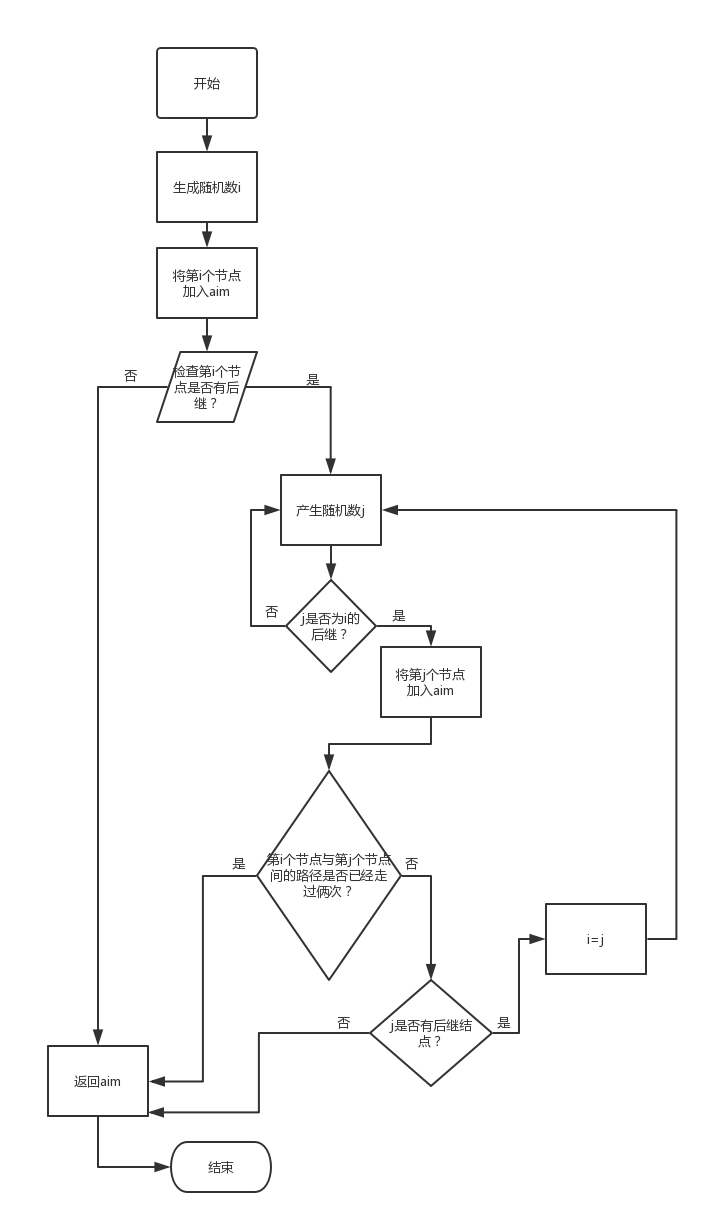 开始
生成随机数i
将第i个节点
加入aim
检查第i个节
点是否有后
继？
否
是
产生随机数j
j是否为i的
后继？
否
是
将第j个节点
加入aim
第i个节点与第j个节点
间的路径是否已经走
过俩次？
是
否
i=j
j是否有后继结
点？
否
是
返回aim
结束